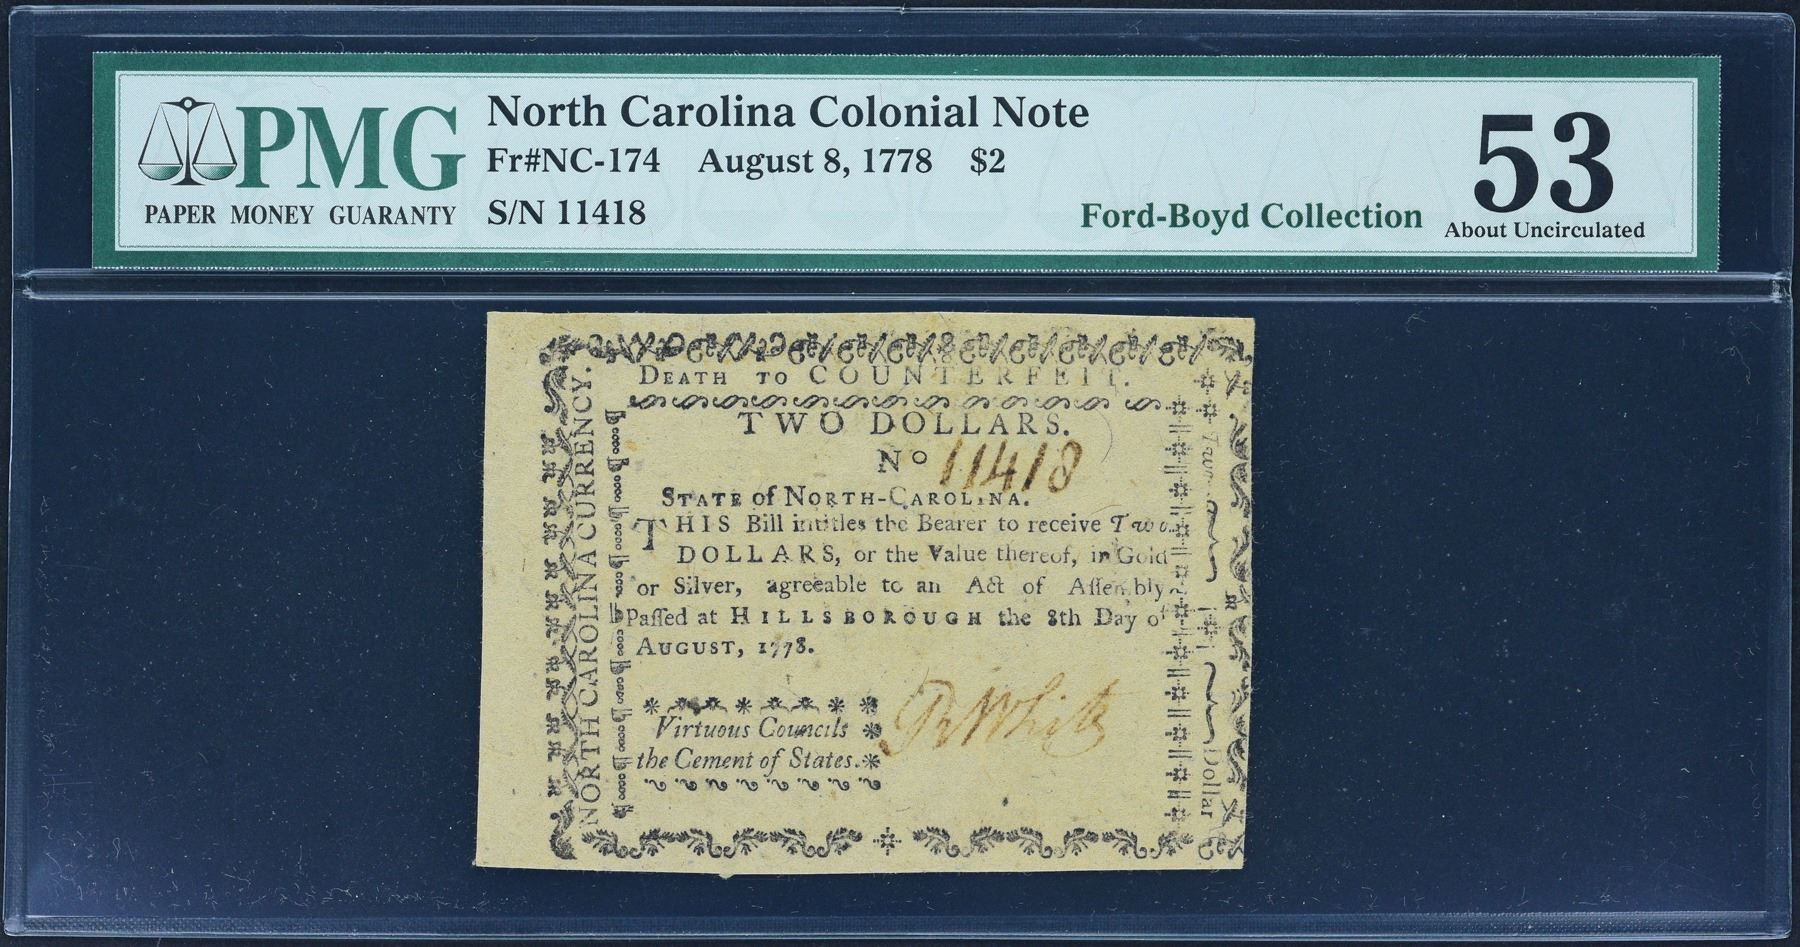 PMG
PAPER MONEY GUARANTY
North Carolina Colonial Note
Fr#NC-174 August 8, 1778 $2
S/N 11418
Ford-Boyd Collection
53
About Uncirculated
NORTH CAROLINA CURRENCY.
DEATH TO COUNTERFEIT.
TWO DOLLARS.
No 11418
STATE of NORTH-CAROLINA.
THIS Bill intitles the Bearer to receive Two
DOLLARS, or the Value thereof, in Gold
or Silver, agreeable to an Act of Aſſembly
Paſſed at HILLSBOROUGH the 8th Day of
AUGUST, 1778.
Virtuous Councils
the Cement of States.
White
Two
Dollar